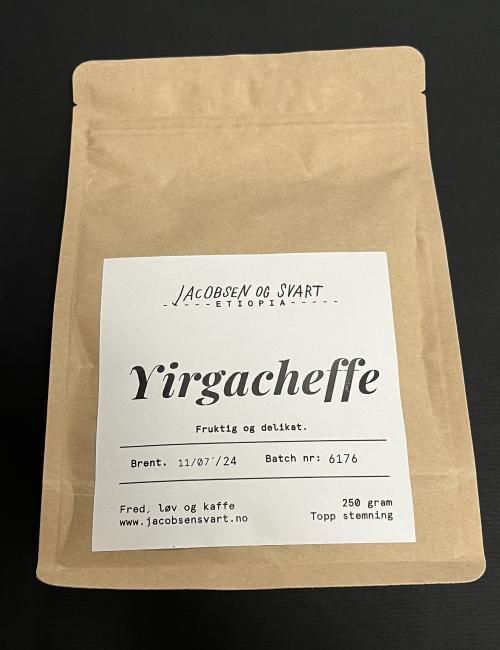 JACOBSEN OG SVART
-----ETIOPIA-----
Yirgacheffe
Fruktig og delikat.
Brent. 11/07/24 Batch nr: 6176
Fred, løv og kaffe 250 gram
www.jacobsensvart.no Topp stemning